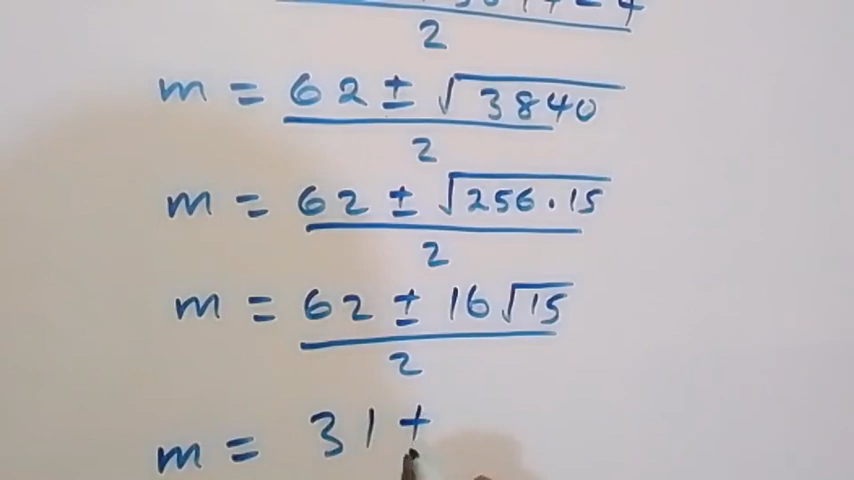 2
m = 62 ± √3840
2
m = 62 ± √256.15
2
m = 62 ± 16√15
2
m = 31 +